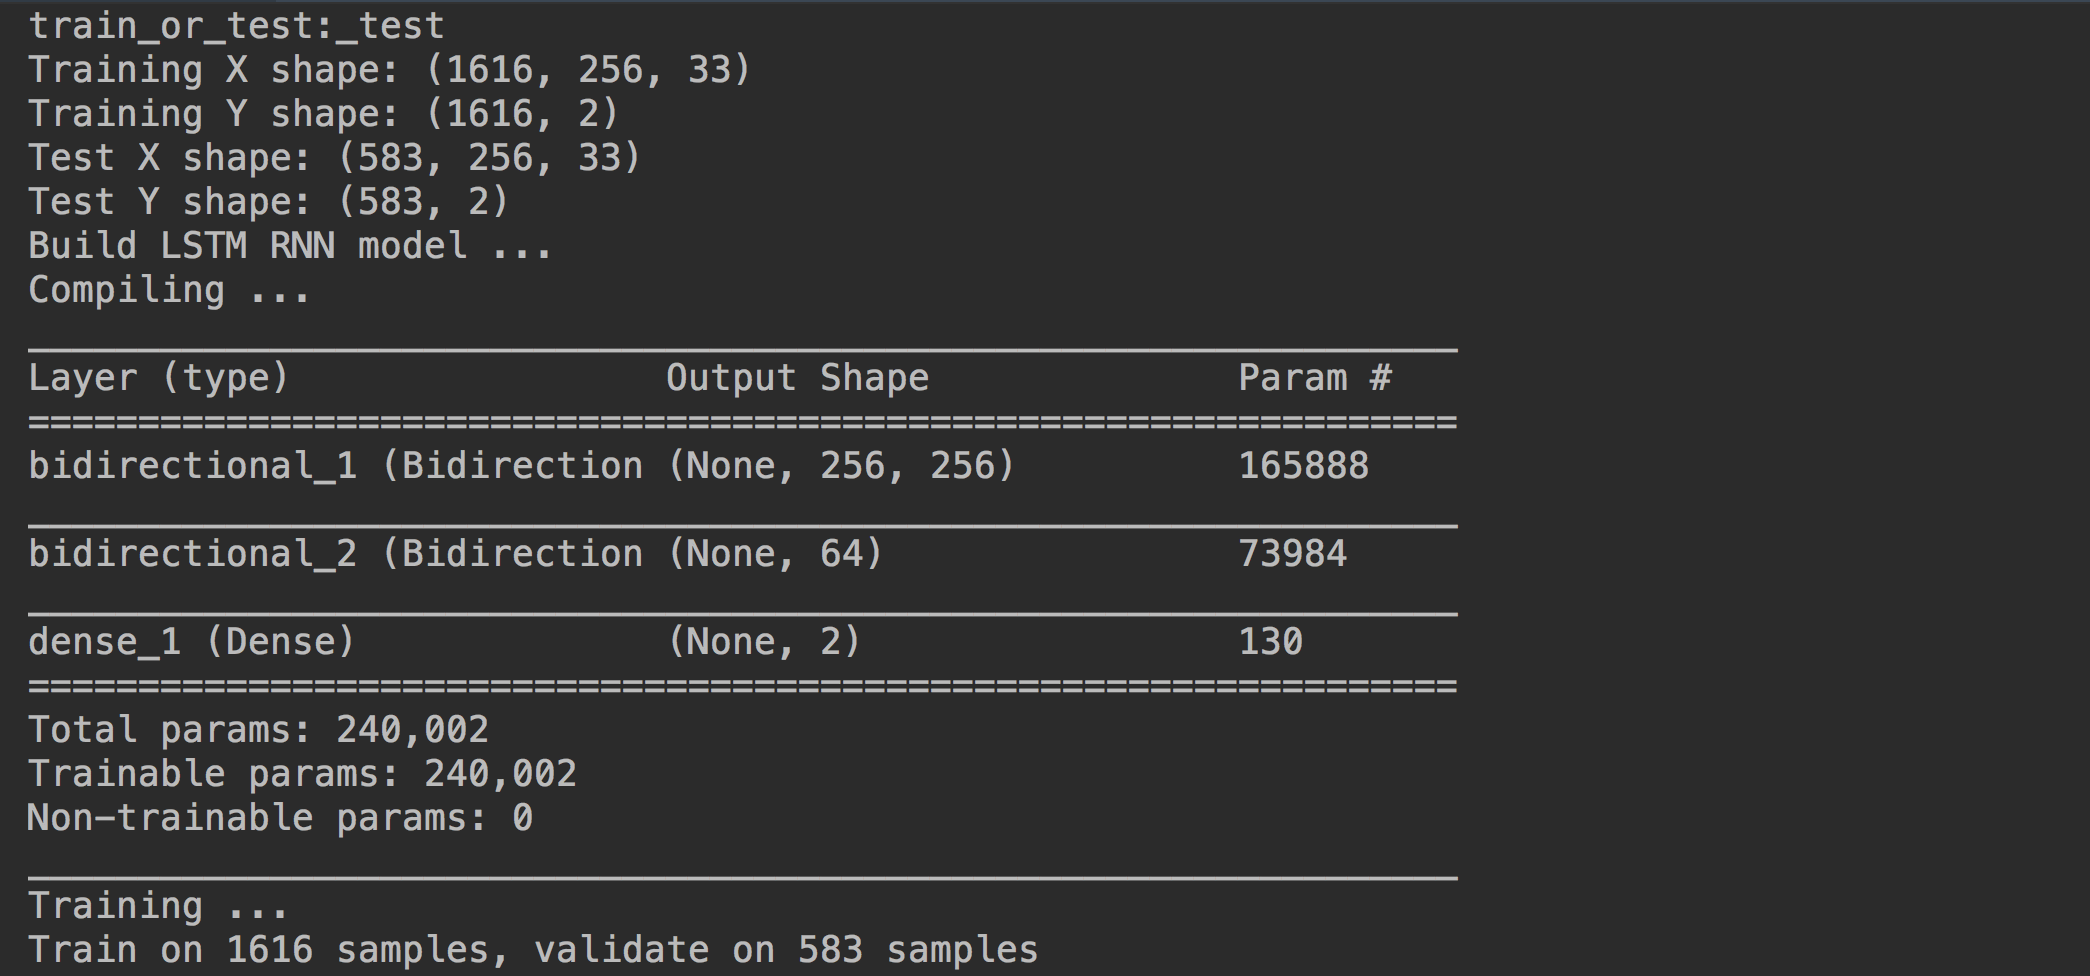 train_or_test:_test
Training X shape: (1616, 256, 33)
Training Y shape: (1616, 2)
Test X shape: (583, 256, 33)
Test Y shape: (583, 2)
Build LSTM RNN model ...
Compiling ...
_________________________________________________________________
Layer (type)                 Output Shape              Param #
=================================================================
bidirectional_1 (Bidirection (None, 256, 256)          165888
_________________________________________________________________
bidirectional_2 (Bidirection (None, 64)                73984
_________________________________________________________________
dense_1 (Dense)              (None, 2)                 130
=================================================================
Total params: 240,002
Trainable params: 240,002
Non-trainable params: 0
_________________________________________________________________
Training ...
Train on 1616 samples, validate on 583 samples